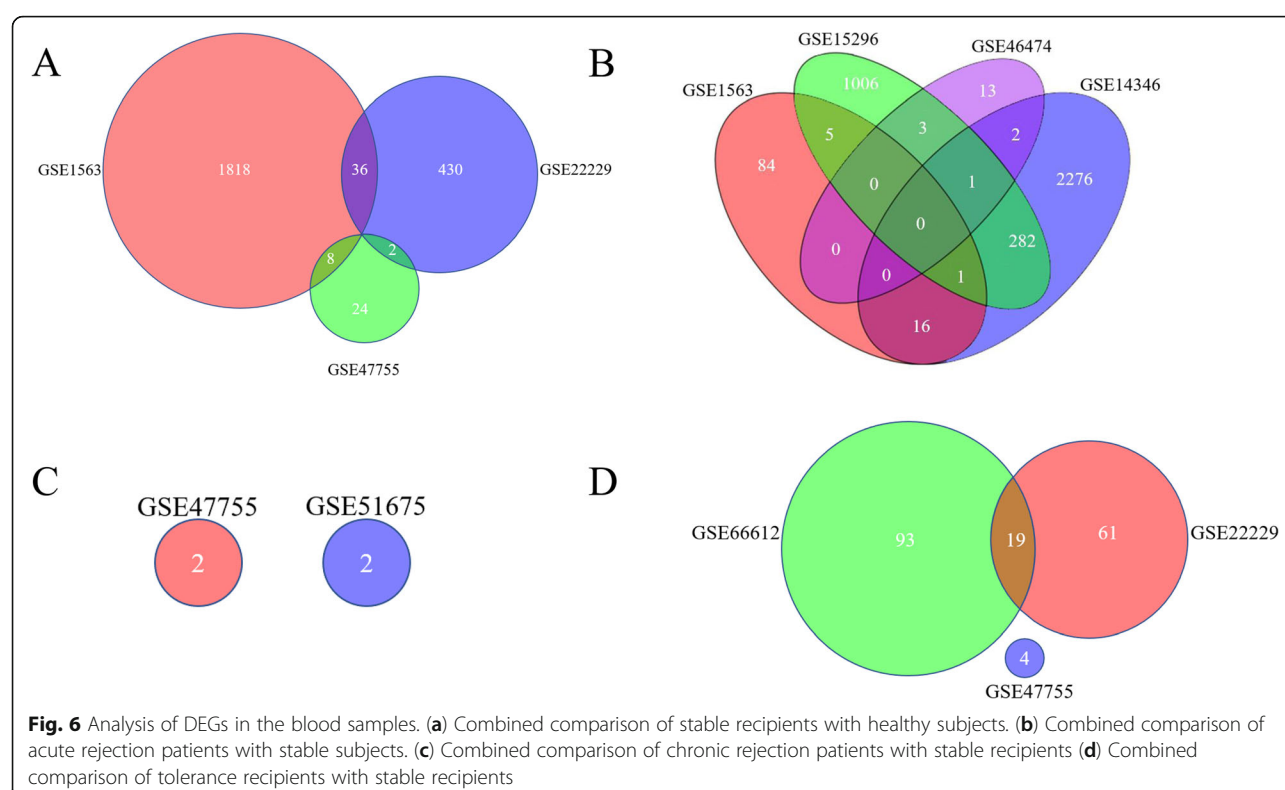 A
GSE1563
1818
36
430
GSE22229
8
2
24
GSE47755
B
GSE15296
GSE46474
GSE1563
GSE14346
1006
13
5
3
2
84
2276
0
1
0
0
282
0
1
16
C
GSE47755
GSE51675
2
2
D
GSE66612
93
19
61
GSE22229
4
GSE47755
Fig. 6 Analysis of DEGs in the blood samples. (a) Combined comparison of stable recipients with healthy subjects. (b) Combined comparison of
acute rejection patients with stable subjects. (c) Combined comparison of chronic rejection patients with stable recipients (d) Combined
comparison of tolerance recipients with stable recipients